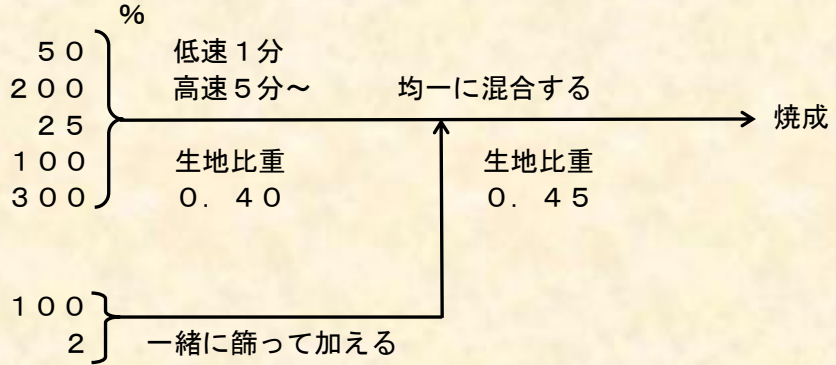 %
50
200
25
100
300
低速1分
高速5分～
生地比重
0.40
均一に混合する
生地比重
0.45
焼成
100
2
一緒に篩って加える